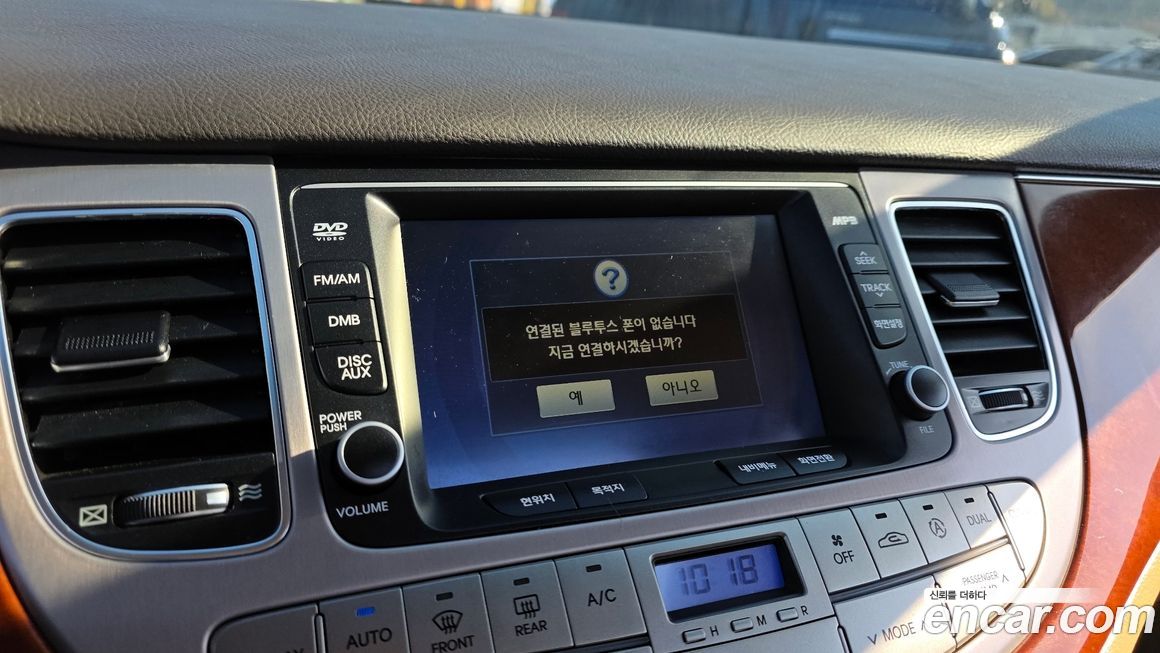 DVD
VIDEO
MP3
FM/AM
DMB
DISC
AUX
POWER
PUSH
VOLUME
?
연결된 블루투스 폰이 없습니다
지금 연결하시겠습니까?
예
아니오
SEEK
TRACK
화면설정
TUNE
FILE
현위치
목적지
내비메뉴
화면전환
AUTO
FRONT
REAR
A/C
10:18
H
M
R
OFF
A
DUAL
PASSENGER
MODE
신뢰를 더하다
encar.com